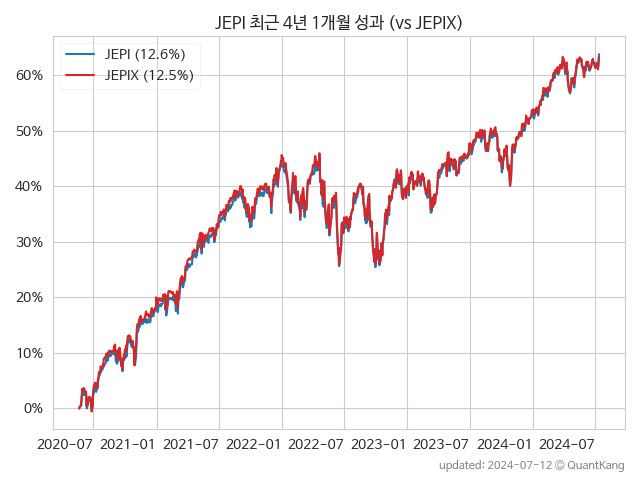 JEPI 최근 4년 1개월 성과 (vs JEPIX)
JEPI (12.6%)
JEPIX (12.5%)
60%
50%
40%
30%
20%
10%
0%
2020-07 2021-01 2021-07 2022-01 2022-07 2023-01 2023-07 2024-01 2024-07
updated: 2024-07-12 © QuantKang